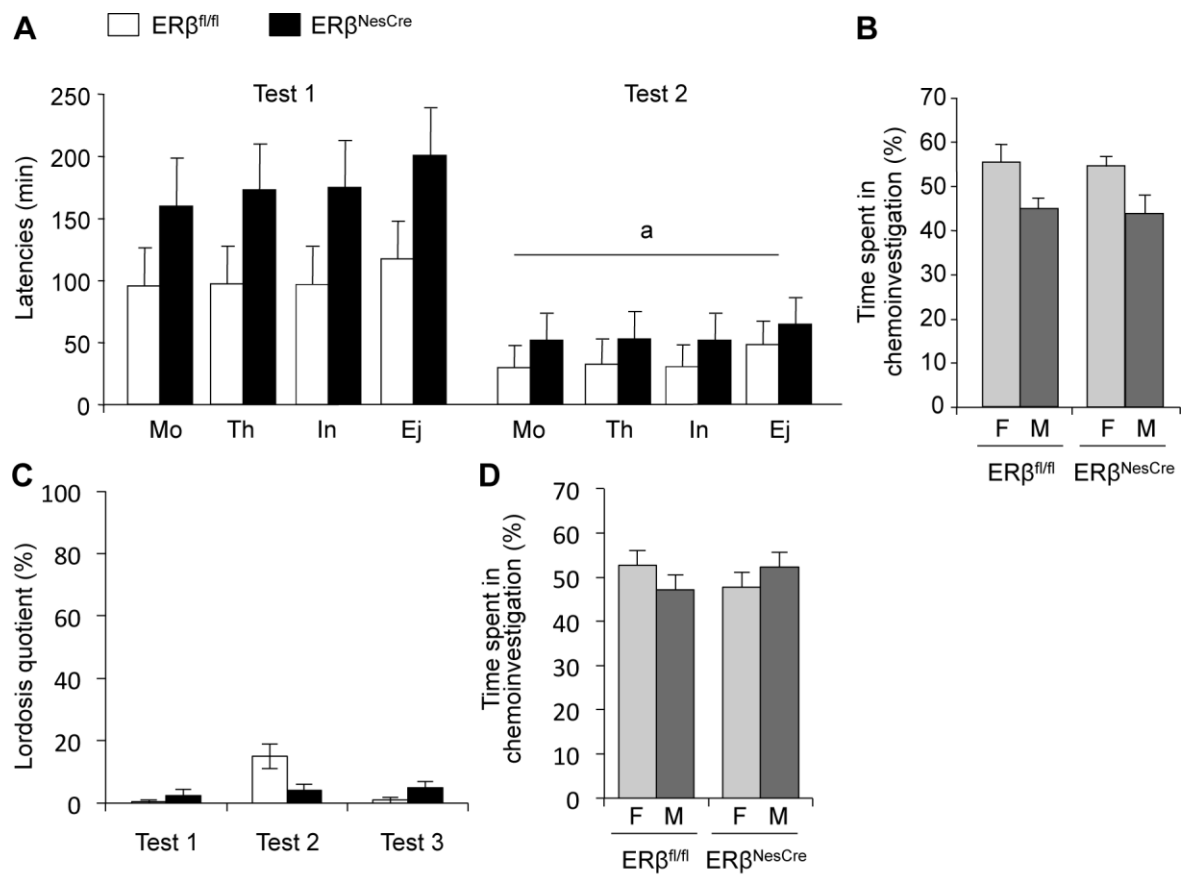 A
ERβfl/fl
ERβNesCre
Test 1
Test 2
Latencies (min)
250
200
150
100
50
0
a
Mo Th In Ej Mo Th In Ej
B
Time spent in
chemoinvestigation (%)
70
60
50
40
30
20
10
0
F M F M
ERβfl/fl ERβNesCre
C
Lordosis quotient (%)
100
80
60
40
20
0
Test 1 Test 2 Test 3
D
Time spent in
chemoinvestigation (%)
70
60
50
40
30
20
10
0
F M F M
ERβfl/fl ERβNesCre